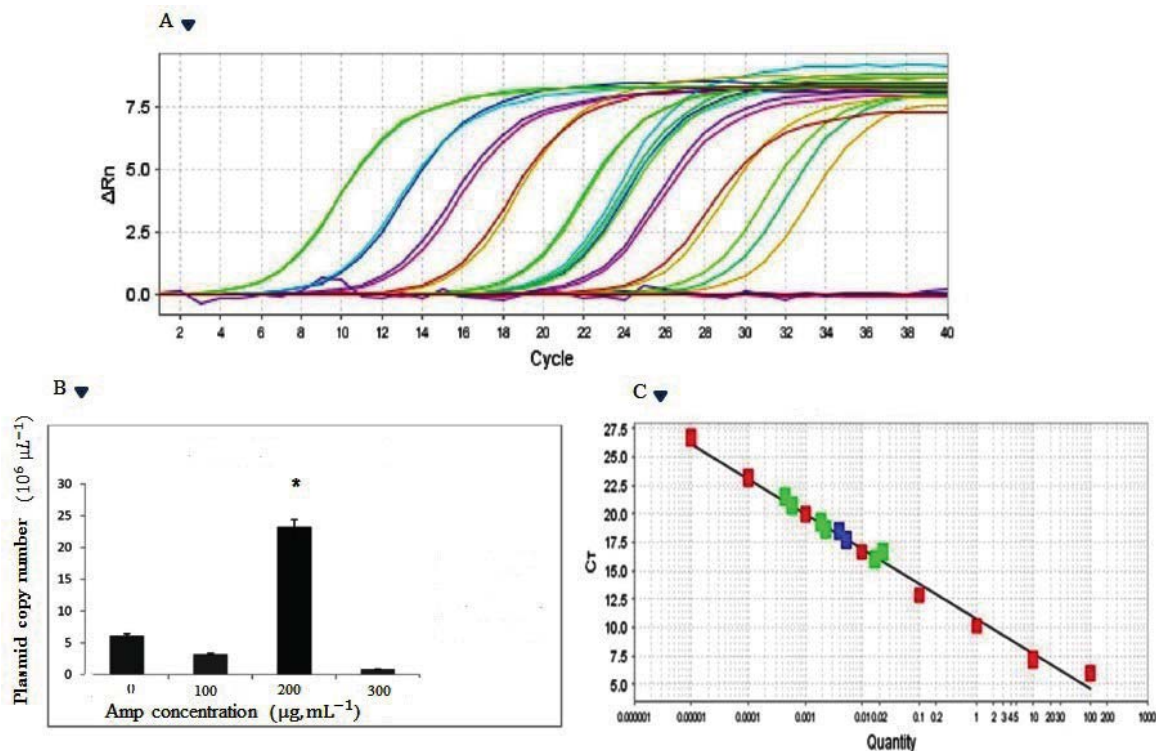 A
ΔRn
7.5
5.0
2.5
0.0
2 4 6 8 10 12 14 16 18 20 22 24 26 28 30 32 34 36 38 40
Cycle
B
Plasmid copy number (10⁶ μL⁻¹)
30
25
20
15
10
5
0
*
0 100 200 300
Amp concentration (μg,mL⁻¹)
C
CT
27.5
25.0
22.5
20.0
17.5
15.0
12.5
10.0
7.5
5.0
0.000001 0.00001 0.0001 0.001 0.01 0.02 0.1 0.2 1 2 3 4 5 10 20 30 100 200 1000
Quantity